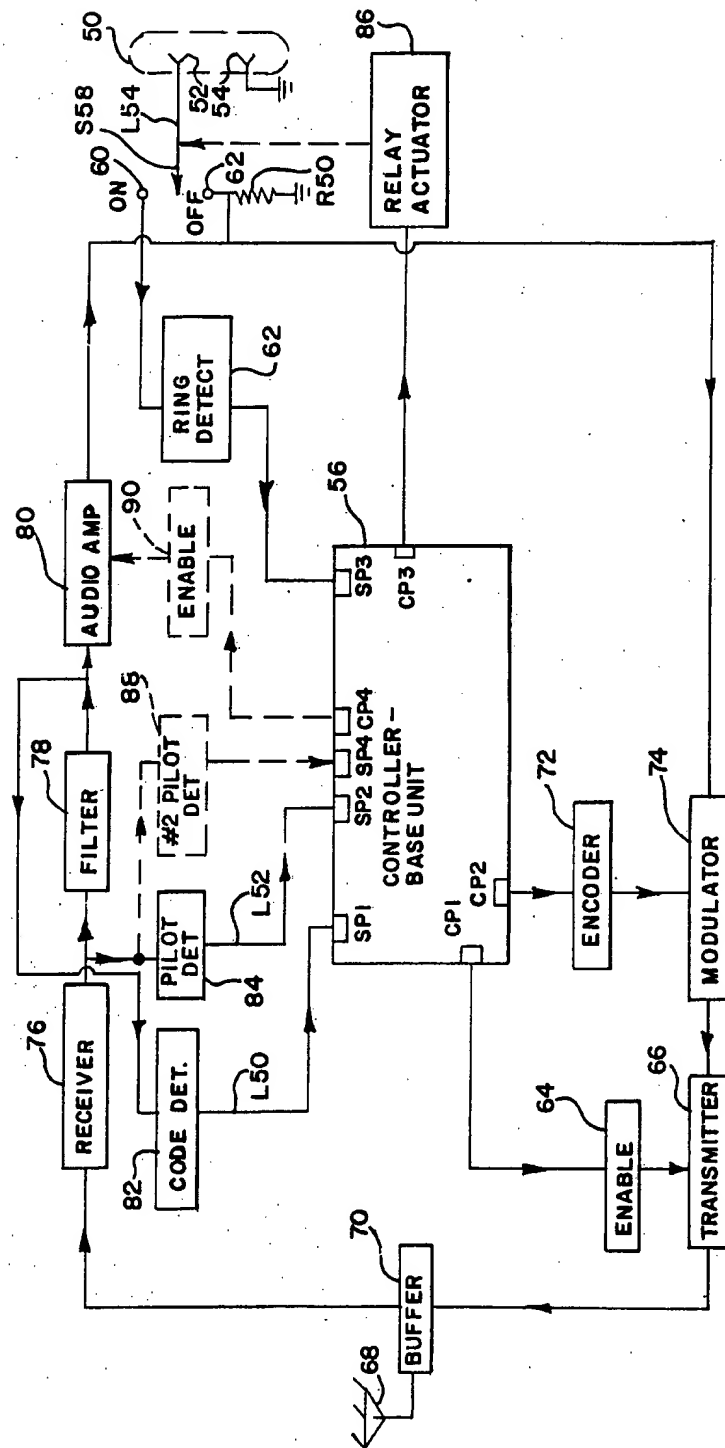 76
RECEIVER
78
FILTER
80
AUDIO AMP
82
CODE DET.
L50
PILOT
DET
84
L52
#2 PILOT
DET
88
ENABLE
90
RING
DETECT
62
ON
60
S58
L54
50
52
54
OFF
62
R50
RELAY
ACTUATOR
86
SP1
SP2
SP4
CP4
SP3
56
CONTROLLER-
BASE UNIT
CP1
CP2
CP3
68
BUFFER
70
ENABLE
64
TRANSMITTER
66
ENCODER
72
MODULATOR
74